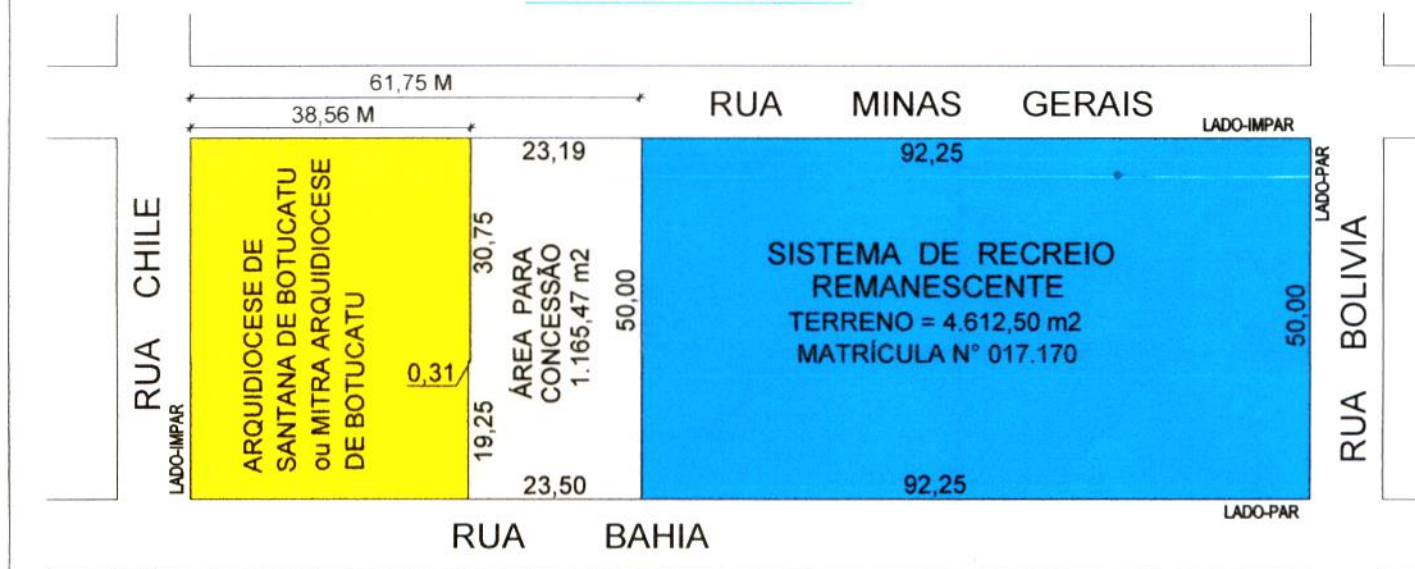 61,75 M
38,56 M
RUA MINAS GERAIS
LADO-IMPAR
23,19
92,25
LADO-PAR
RUA CHILE
LADO-IMPAR
ARQUIDIOCESE DE
SANTANA DE BOTUCATU
ou MITRA ARQUIDIOCESE
DE BOTUCATU
30,75
0,31
19,25
ÁREA PARA
CONCESSÃO
1.165,47 m2
50,00
SISTEMA DE RECREIO
REMANESCENTE
TERRENO = 4.612,50 m2
MATRÍCULA N° 017.170
50,00
RUA BOLIVIA
23,50
92,25
LADO-PAR
RUA BAHIA